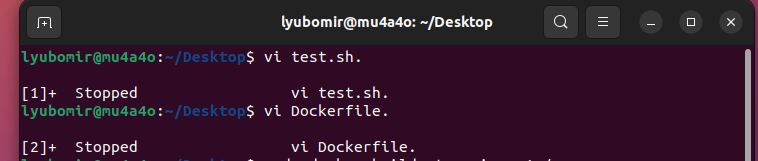 lyubomir@mu4a4o: ~/Desktop
lyubomir@mu4a4o:~/Desktop$ vi test.sh.
[1]+  Stopped                 vi test.sh.
lyubomir@mu4a4o:~/Desktop$ vi Dockerfile.
[2]+  Stopped                 vi Dockerfile.